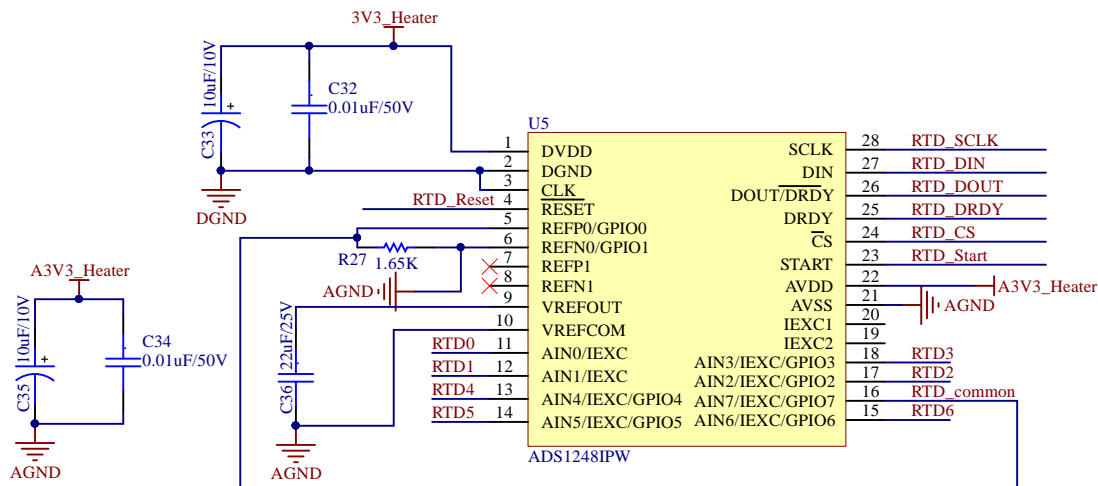 3V3_Heater
10uF/10V
C33
C32
0.01uF/50V
DGND
U5
1 DVDD
2 DGND
3 CLK
RTD_Reset 4 RESET
5 REFP0/GPIO0
6 REFN0/GPIO1
R27 1.65K
7 REFP1
AGND 8 REFN1
9 VREFOUT
10 VREFCOM
RTD0 11 AIN0/IEXC
RTD1 12 AIN1/IEXC
RTD4 13 AIN4/IEXC/GPIO4
RTD5 14 AIN5/IEXC/GPIO5
SCLK 28 RTD_SCLK
DIN 27 RTD_DIN
DOUT/DRDY 26 RTD_DOUT
DRDY 25 RTD_DRDY
CS 24 RTD_CS
START 23 RTD_Start
AVDD 22 A3V3_Heater
AVSS 21 AGND
IEXC1 20
IEXC2 19
AIN3/IEXC/GPIO3 18 RTD3
AIN2/IEXC/GPIO2 17 RTD2
AIN7/IEXC/GPIO7 16 RTD_common
AIN6/IEXC/GPIO6 15 RTD6
ADS1248IPW
A3V3_Heater
10uF/10V
C35
C34
0.01uF/50V
AGND
22uF/25V
C36
AGND